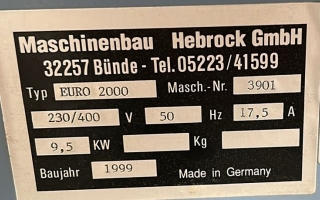 Maschinenbau Hebrock GmbH
32257 Bünde - Tel. 05223/41599
Typ EURO 2000 Masch.-Nr. 3901
230/400 V 50 Hz 17,5 A
9,5 KW Kg
Baujahr 1999 Made in Germany